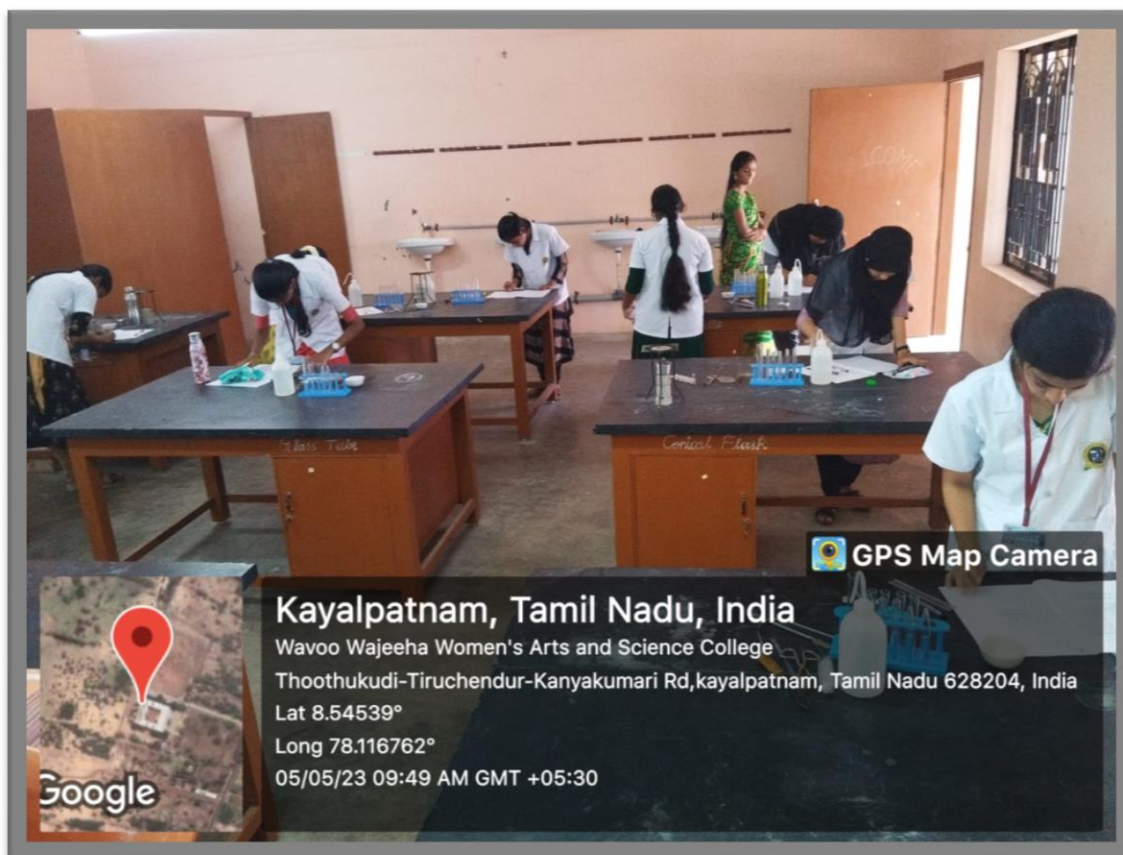 Glass Tube
Conical Flask
GPS Map Camera
Kayalpatnam, Tamil Nadu, India
Wavoo Wajeeha Women's Arts and Science College
Thoothukudi-Tiruchendur-Kanyakumari Rd,kayalpatnam, Tamil Nadu 628204, India
Lat 8.54539°
Long 78.116762°
05/05/23 09:49 AM GMT +05:30
Google